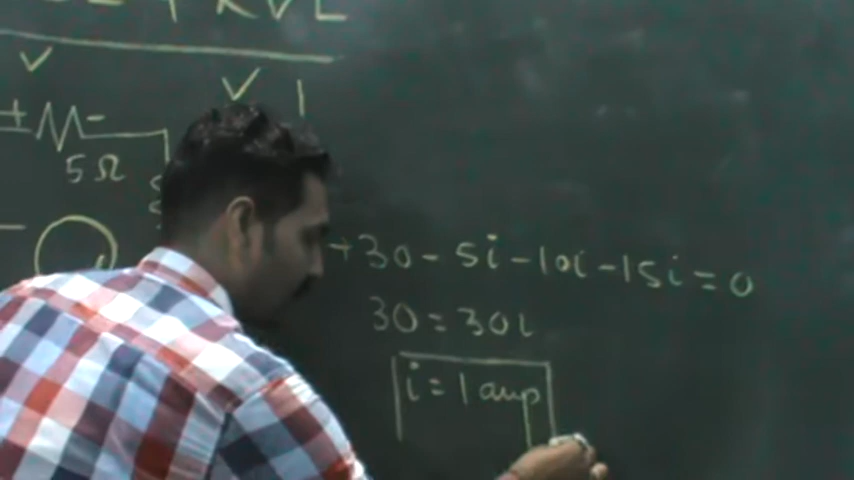 KVL
+ -
5Ω
+30 - 5i - 10i - 15i = 0
30 = 30i
i = 1 amp